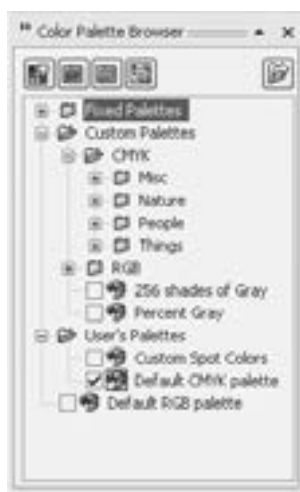 Color Palette Browser
Fixed Palettes
Custom Palettes
CMYK
Misc
Nature
People
Things
RGB
256 shades of Gray
Percent Gray
User's Palettes
Custom Spot Colors
Default CMYK palette
Default RGB palette